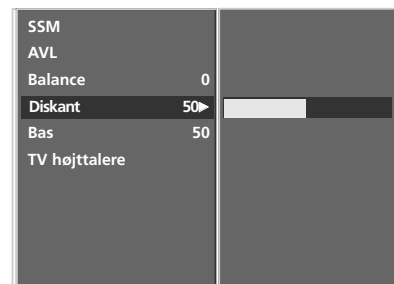 SSM
AVL
Balance 0
Diskant 50►
Bas 50
TV højttalere